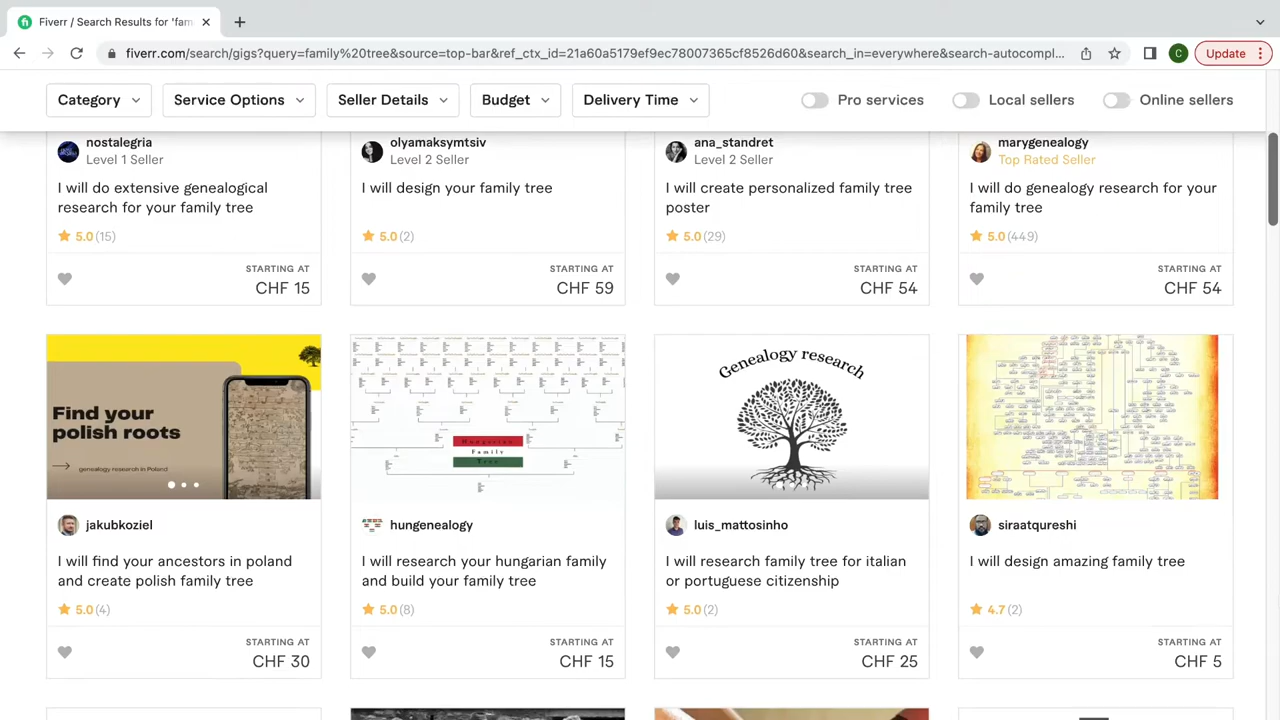 Fiverr / Search Results for 'fam
fiverr.com/search/gigs?query=family%20tree&source=top-bar&ref_ctx_id=21a60a5179ef9ec78007365cf8526d60&search_in=everywhere&search-autocompl...
C
Update
Category
Service Options
Seller Details
Budget
Delivery Time
Pro services
Local sellers
Online sellers
nostalegria
Level 1 Seller
I will do extensive genealogical
research for your family tree
5.0 (15)
STARTING AT
CHF 15
olyamaksymtsiv
Level 2 Seller
I will design your family tree
5.0 (2)
STARTING AT
CHF 59
ana_standret
Level 2 Seller
I will create personalized family tree
poster
5.0 (29)
STARTING AT
CHF 54
marygenealogy
Top Rated Seller
I will do genealogy research for your
family tree
5.0 (449)
STARTING AT
CHF 54
Find your
polish roots
genealogy research in Poland
jakubkoziel
I will find your ancestors in poland
and create polish family tree
5.0 (4)
STARTING AT
CHF 30
Hungarian
Family
Tree
hungenealogy
I will research your hungarian family
and build your family tree
5.0 (8)
STARTING AT
CHF 15
Genealogy research
luis_mattosinho
I will research family tree for italian
or portuguese citizenship
5.0 (2)
STARTING AT
CHF 25
siraatqureshi
I will design amazing family tree
4.7 (2)
STARTING AT
CHF 5